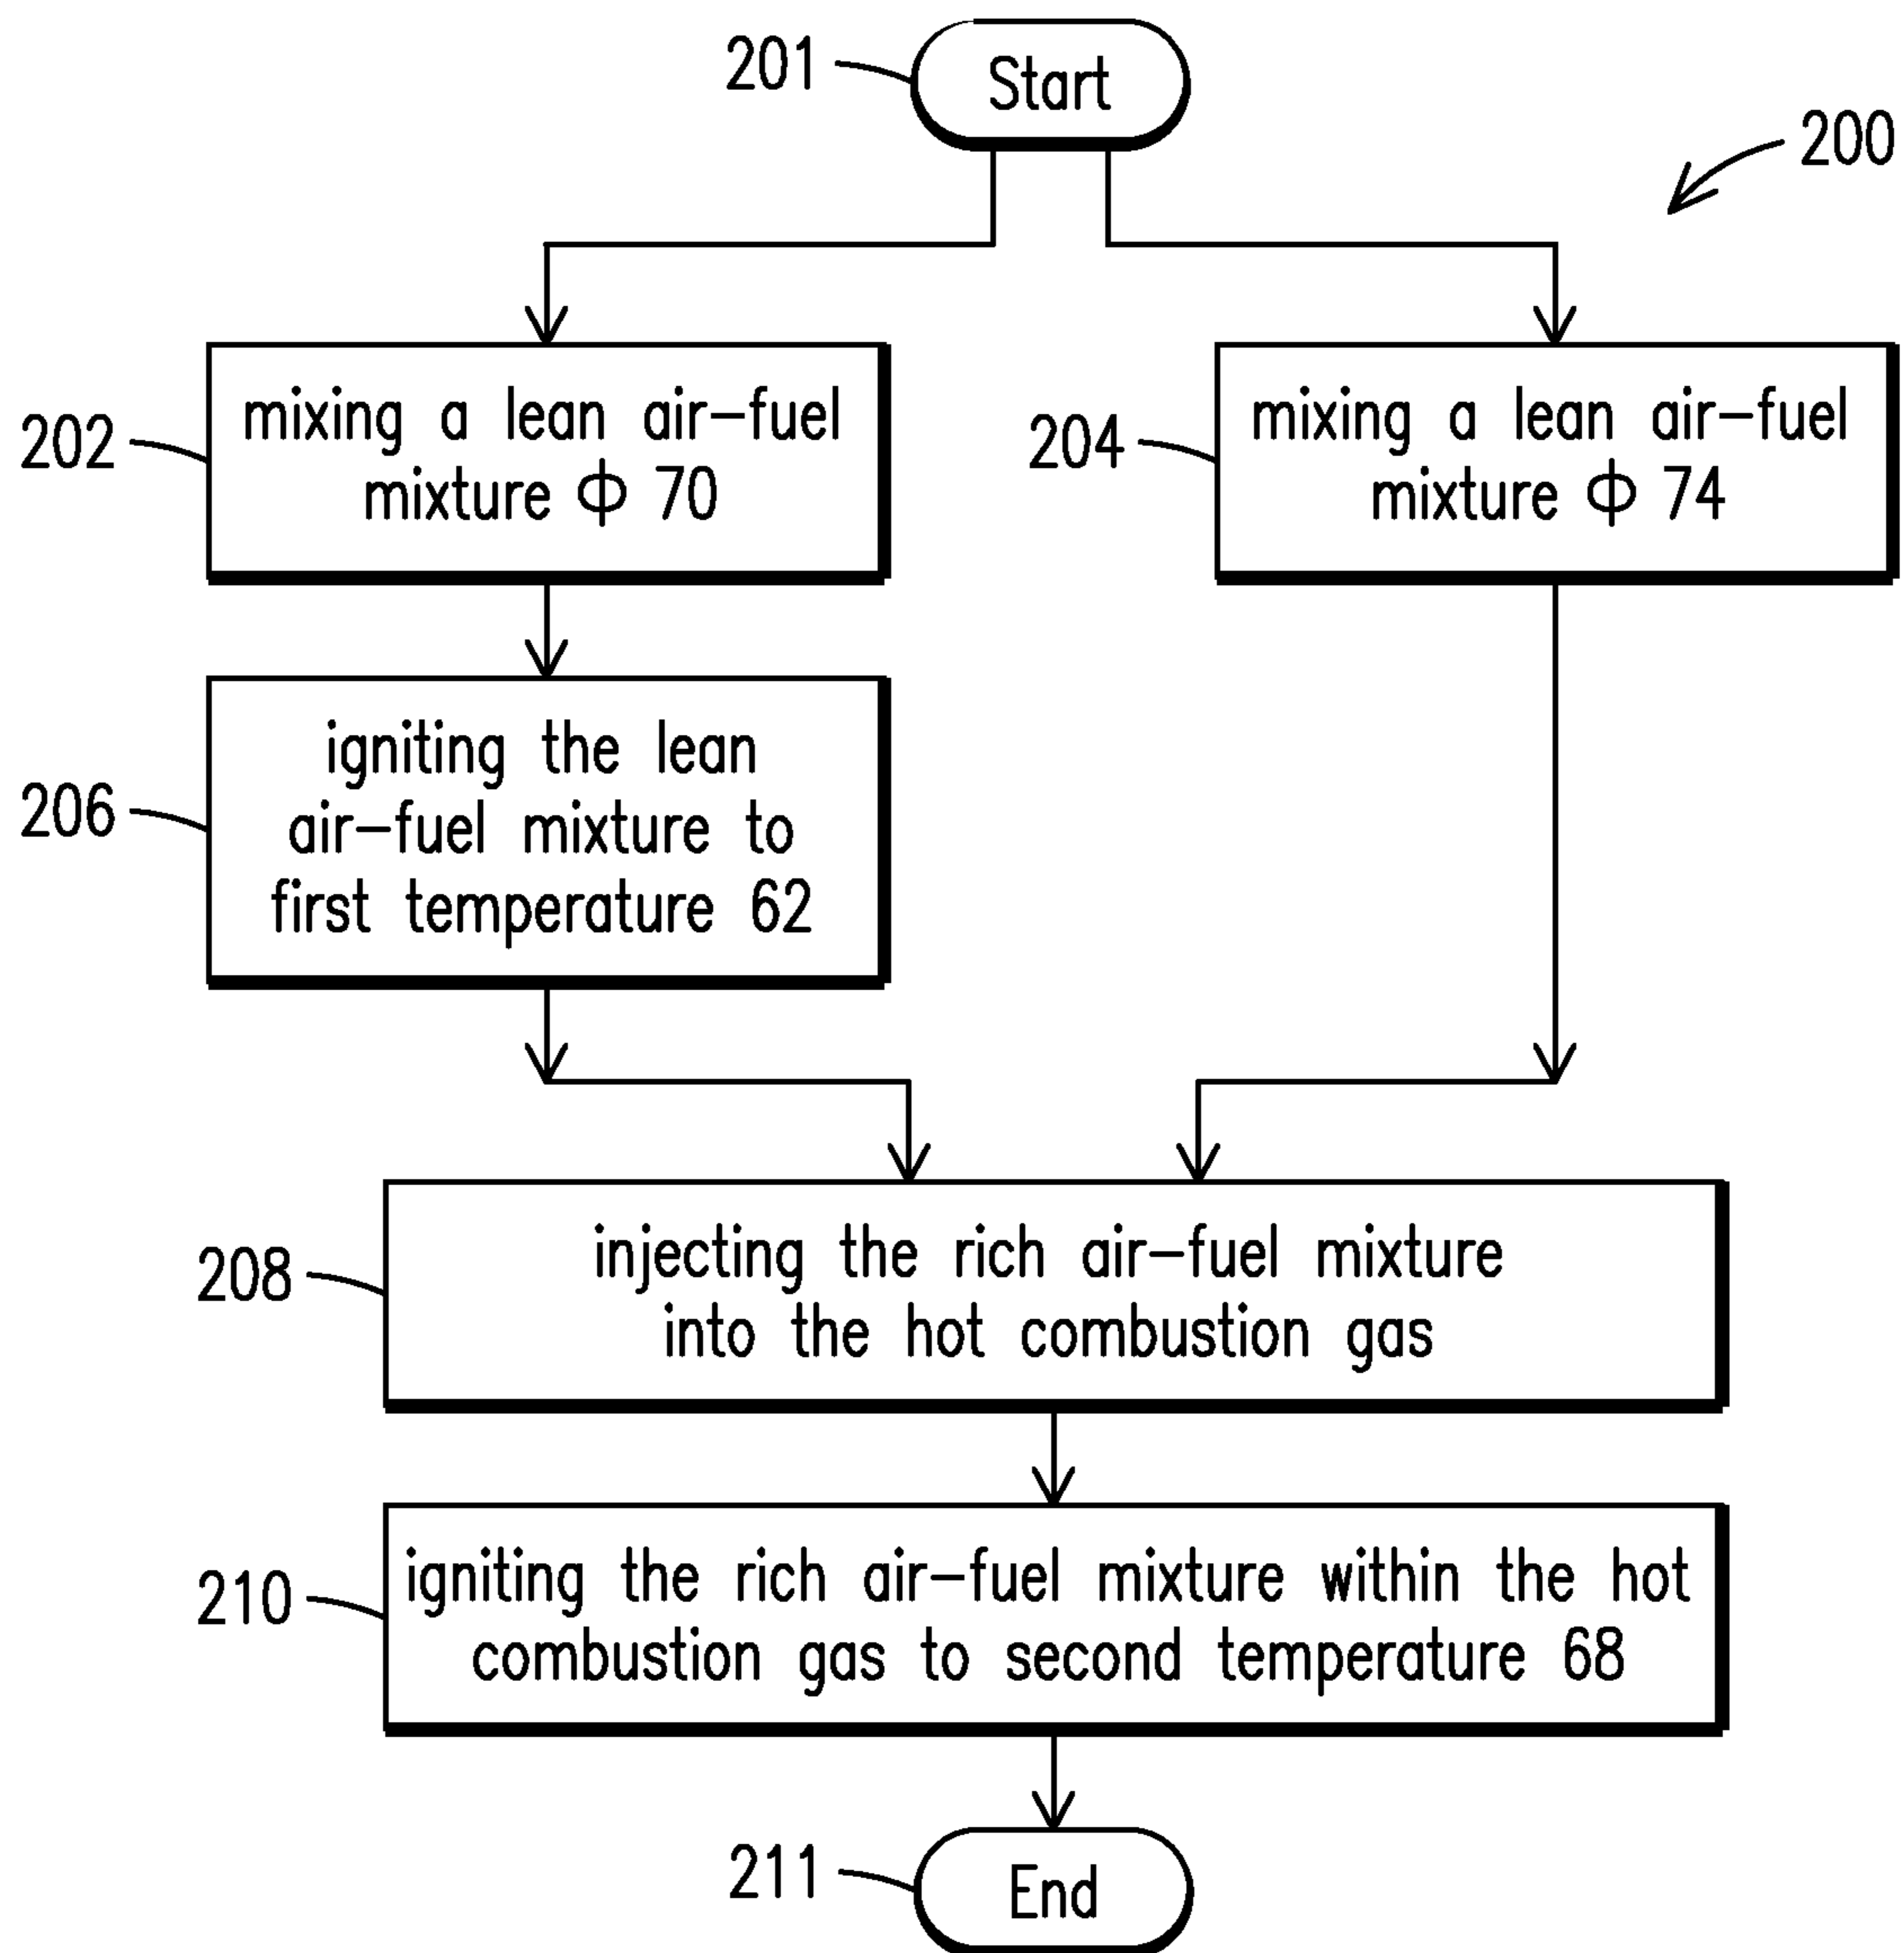 201
Start
200
202
mixing a lean air-fuel
mixture Φ 70
204
mixing a lean air-fuel
mixture Φ 74
206
igniting the lean
air-fuel mixture to
first temperature 62
208
injecting the rich air-fuel mixture
into the hot combustion gas
210
igniting the rich air-fuel mixture within the hot
combustion gas to second temperature 68
211
End